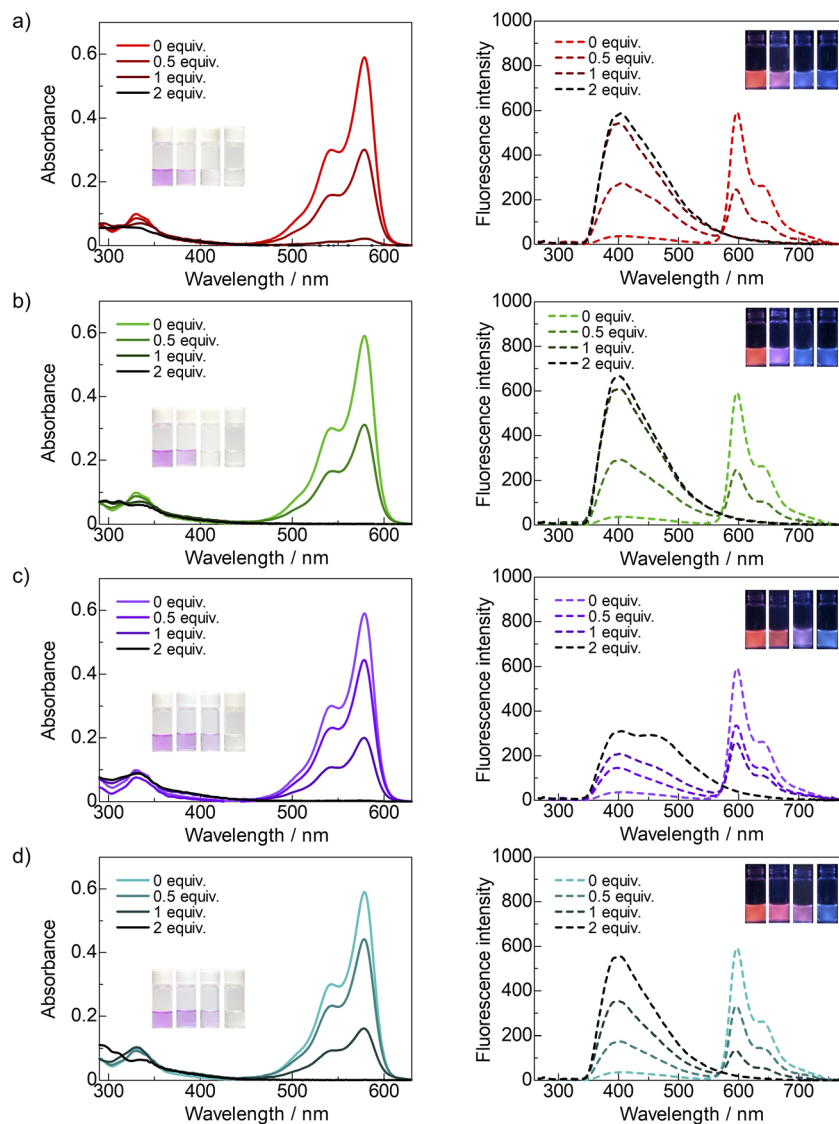 a)
0 equiv.
0.5 equiv.
1 equiv.
2 equiv.
Absorbance
0.6
0.4
0.2
0
300 400 500 600
Wavelength / nm
0 equiv.
0.5 equiv.
1 equiv.
2 equiv.
Fluorescence intensity
1000
800
600
400
200
0
300 400 500 600 700
Wavelength / nm
b)
0 equiv.
0.5 equiv.
1 equiv.
2 equiv.
Absorbance
0.6
0.4
0.2
0
300 400 500 600
Wavelength / nm
0 equiv.
0.5 equiv.
1 equiv.
2 equiv.
Fluorescence intensity
1000
800
600
400
200
0
300 400 500 600 700
Wavelength / nm
c)
0 equiv.
0.5 equiv.
1 equiv.
2 equiv.
Absorbance
0.6
0.4
0.2
0
300 400 500 600
Wavelength / nm
0 equiv.
0.5 equiv.
1 equiv.
2 equiv.
Fluorescence intensity
1000
800
600
400
200
0
300 400 500 600 700
Wavelength / nm
d)
0 equiv.
0.5 equiv.
1 equiv.
2 equiv.
Absorbance
0.6
0.4
0.2
0
300 400 500 600
Wavelength / nm
0 equiv.
0.5 equiv.
1 equiv.
2 equiv.
Fluorescence intensity
1000
800
600
400
200
0
300 400 500 600 700
Wavelength / nm